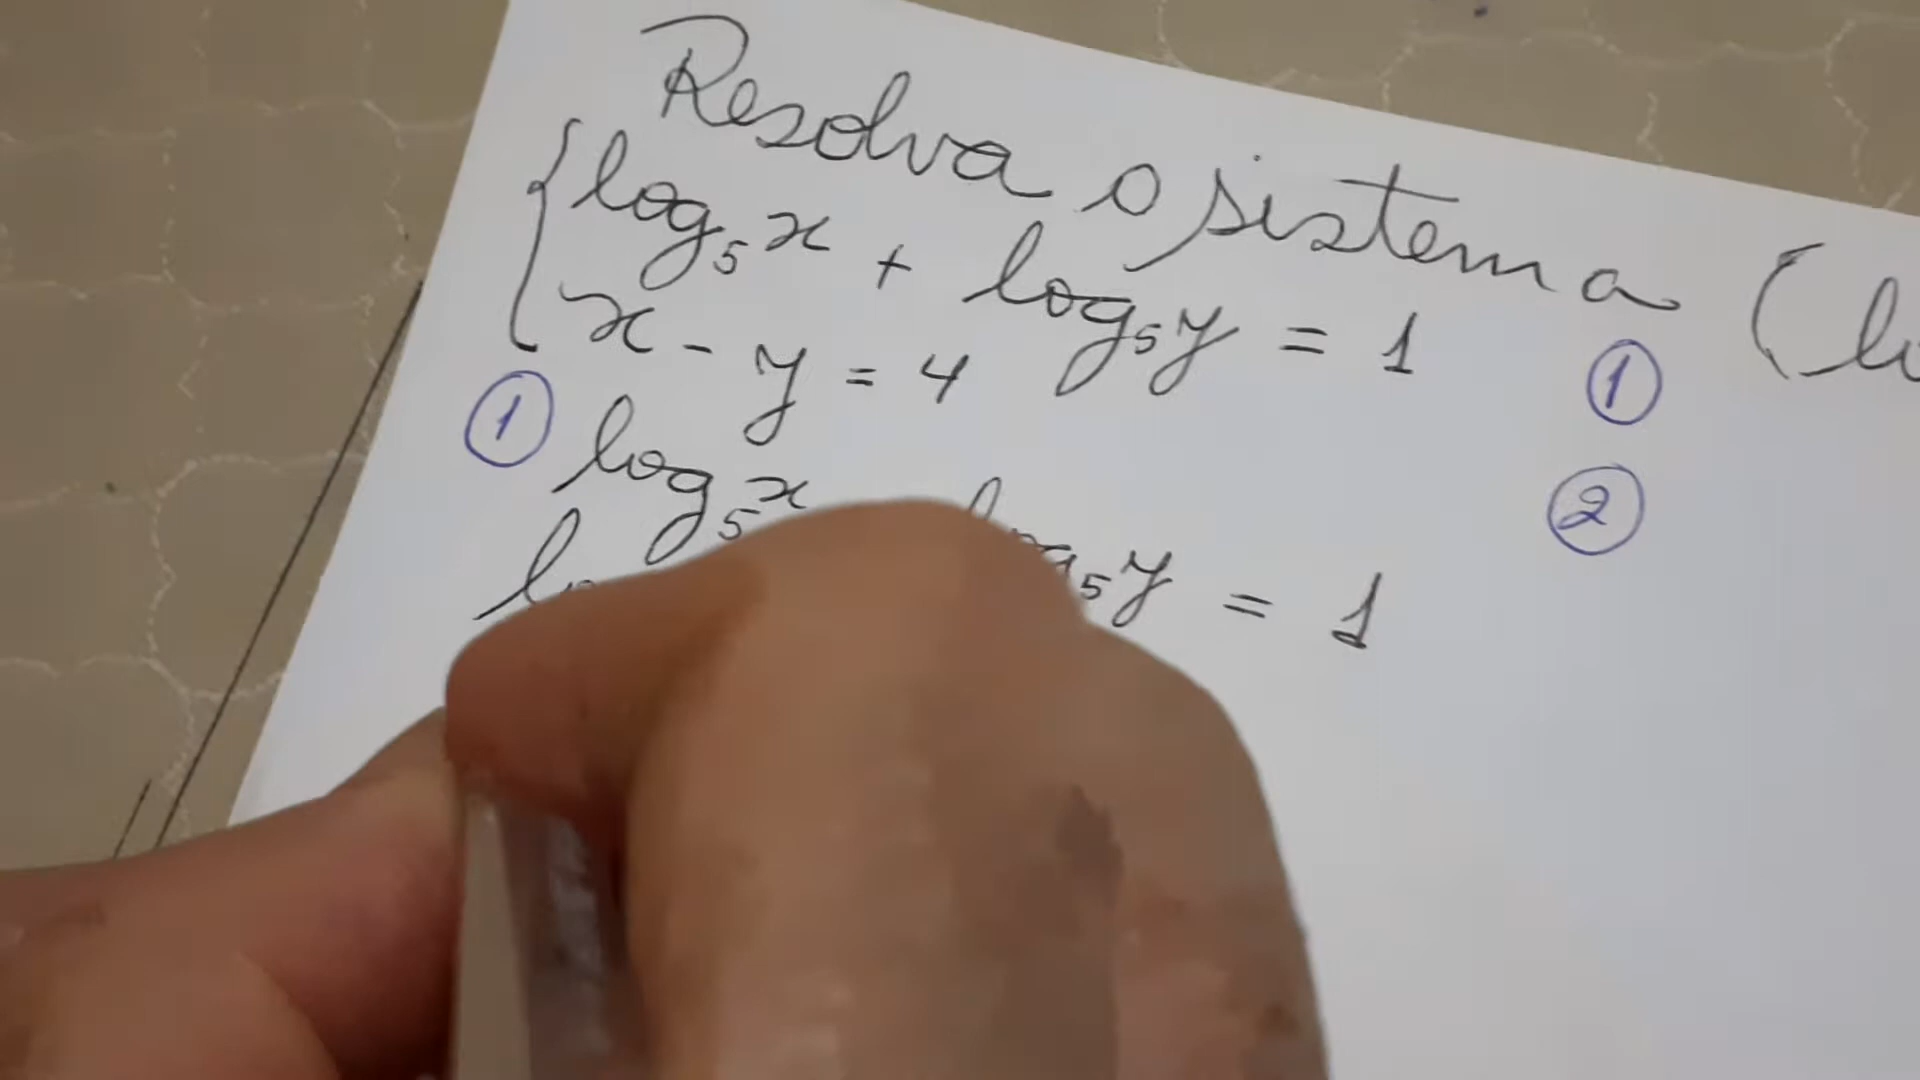 Resolva o sistema (
log₅x + log₅y = 1 ①
x - y = 4 ②
① log₅x log₅y = 1